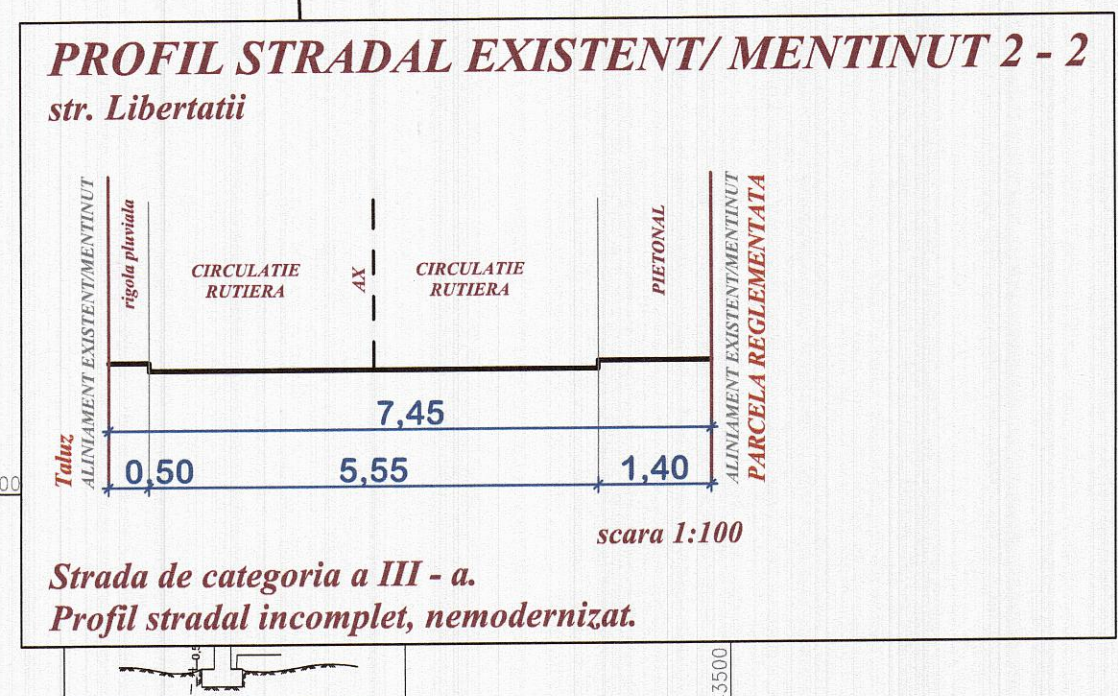 PROFIL STRADAL EXISTENT/ MENTINUT 2 - 2
str. Libertatii
Taluz
ALINIAMENT EXISTENT/MENTINUT
rigola pluviala
CIRCULATIE
RUTIERA
AX
CIRCULATIE
RUTIERA
PIETONAL
ALINIAMENT EXISTENT/MENTINUT
PARCELA REGLEMENTATA
7,45
0,50
5,55
1,40
scara 1:100
Strada de categoria a III - a.
Profil stradal incomplet, nemodernizat.
3500